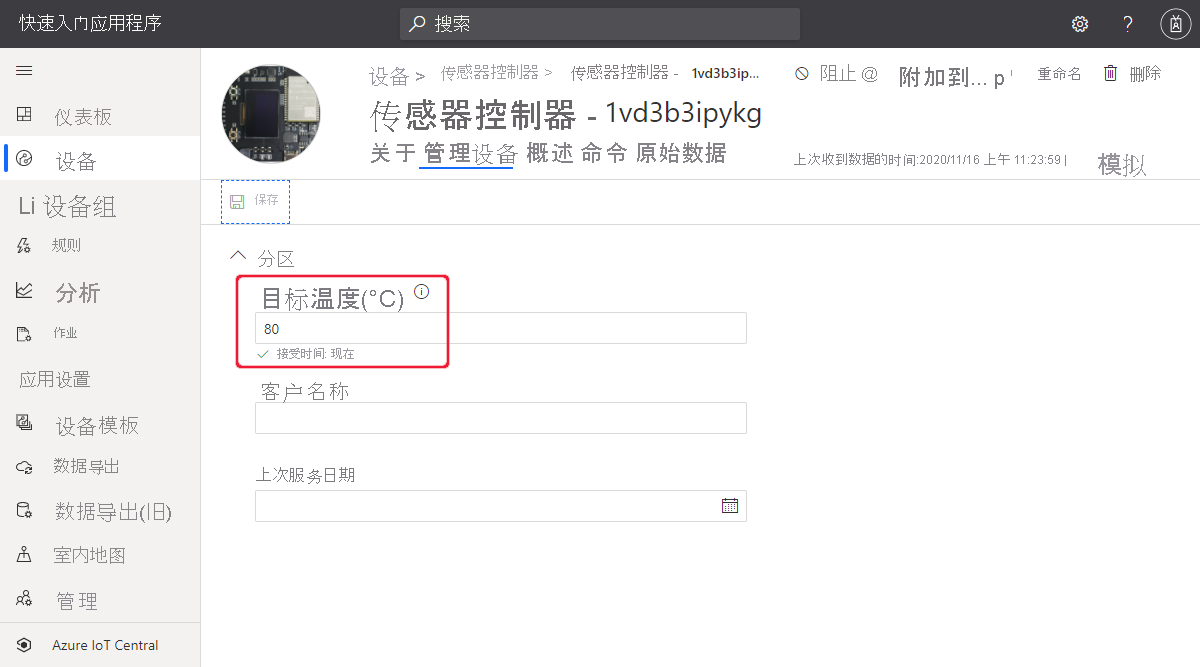 快速入门应用程序
搜索
?
仪表板
设备
Li 设备组
规则
分析
作业
应用设置
设备模板
数据导出
数据导出(旧)
室内地图
管理
Azure IoT Central
设备 > 传感器控制器 > 传感器控制器 - 1vd3b3ip...
阻止@ 附加到... p 重命名 删除
传感器控制器 - 1vd3b3ipykg
关于 管理设备 概述 命令 原始数据
上次收到数据的时间:2020/11/16 上午 11:23:59 |
模拟
保存
分区
目标温度(°C)
80
接受时间: 现在
客户名称
上次服务日期